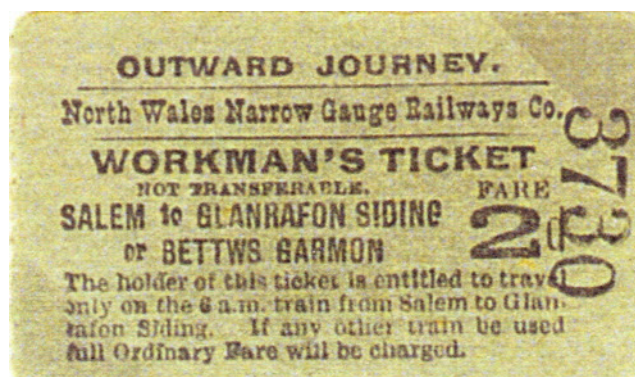 OUTWARD JOURNEY.
North Wales Narrow Gauge Railways Co.
WORKMAN'S TICKET
NOT TRANSFERABLE.
FARE
SALEM to GLANRAFON SIDING
2D
or BETTWS GARMON
The holder of this ticket is entitled to travel
only on the 6 a.m. train from Salem to Glan-
rafon Siding. If any other train be used
full Ordinary Fare will be charged.
3730